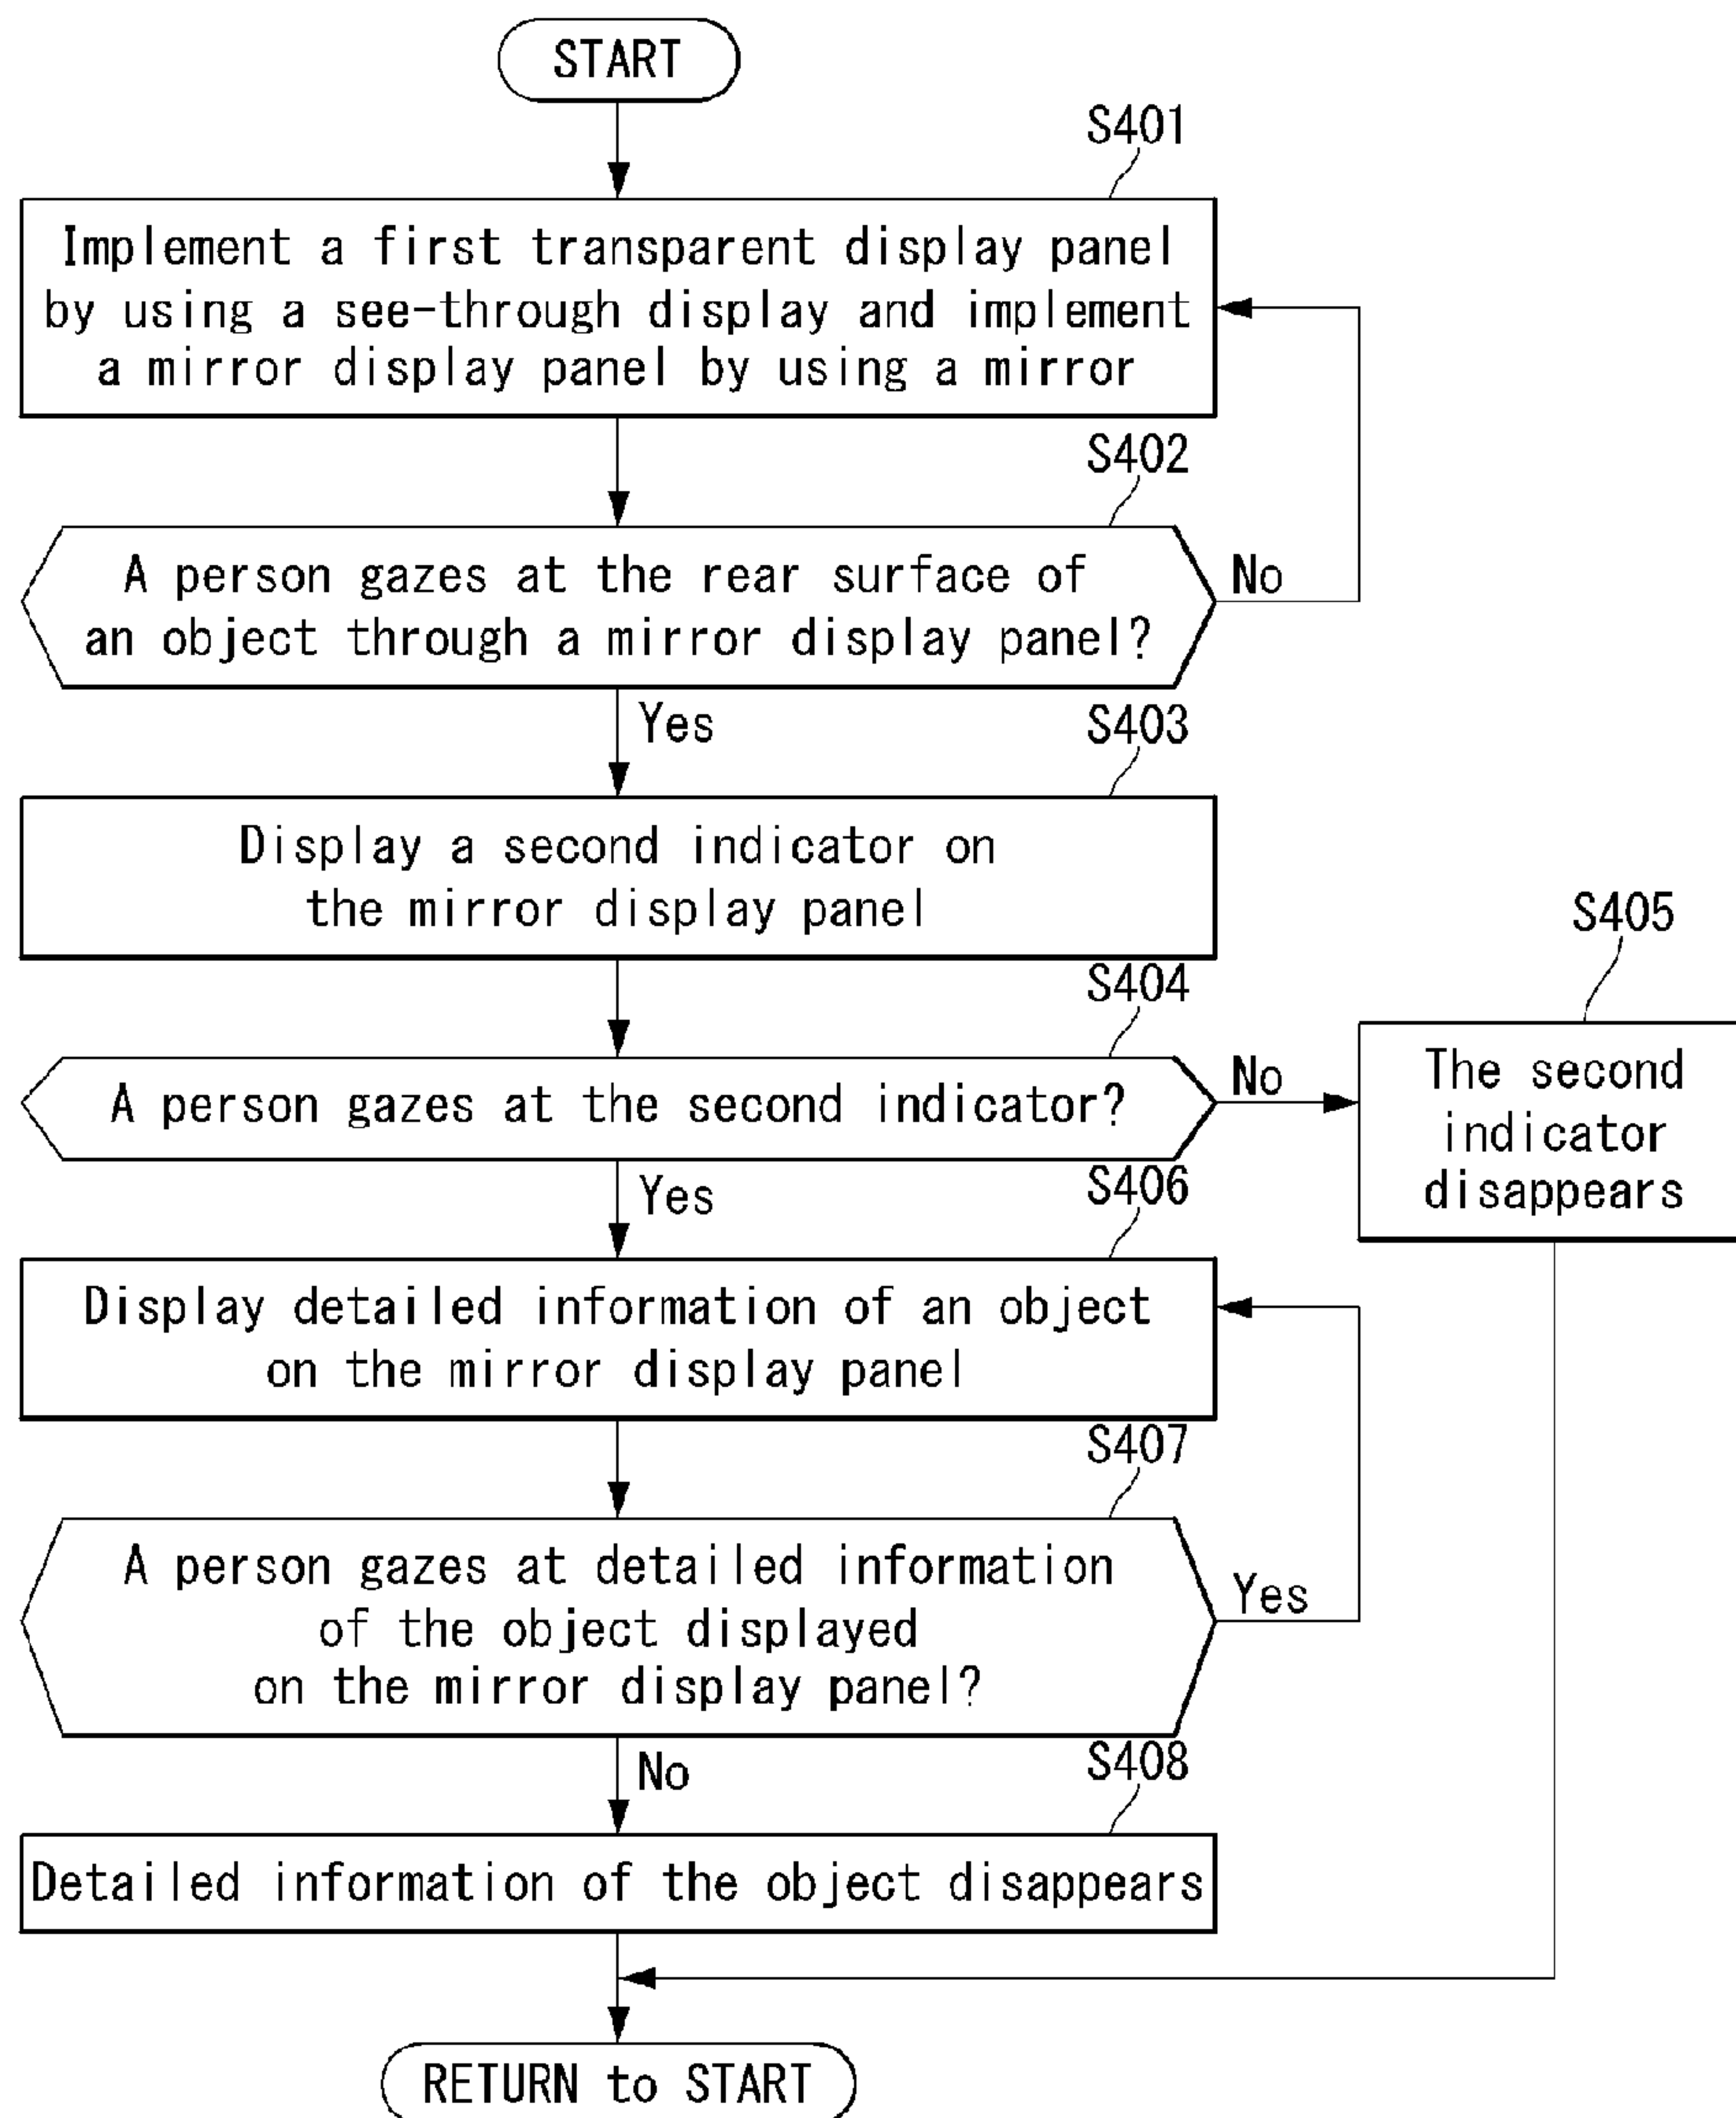 START
S401
Implement a first transparent display panel
by using a see-through display and implement
a mirror display panel by using a mirror
S402
A person gazes at the rear surface of
an object through a mirror display panel?
No
Yes
S403
Display a second indicator on
the mirror display panel
S404
A person gazes at the second indicator?
No
S405
The second
indicator
disappears
Yes
S406
Display detailed information of an object
on the mirror display panel
S407
A person gazes at detailed information
of the object displayed
on the mirror display panel?
Yes
No
S408
Detailed information of the object disappears
RETURN to START